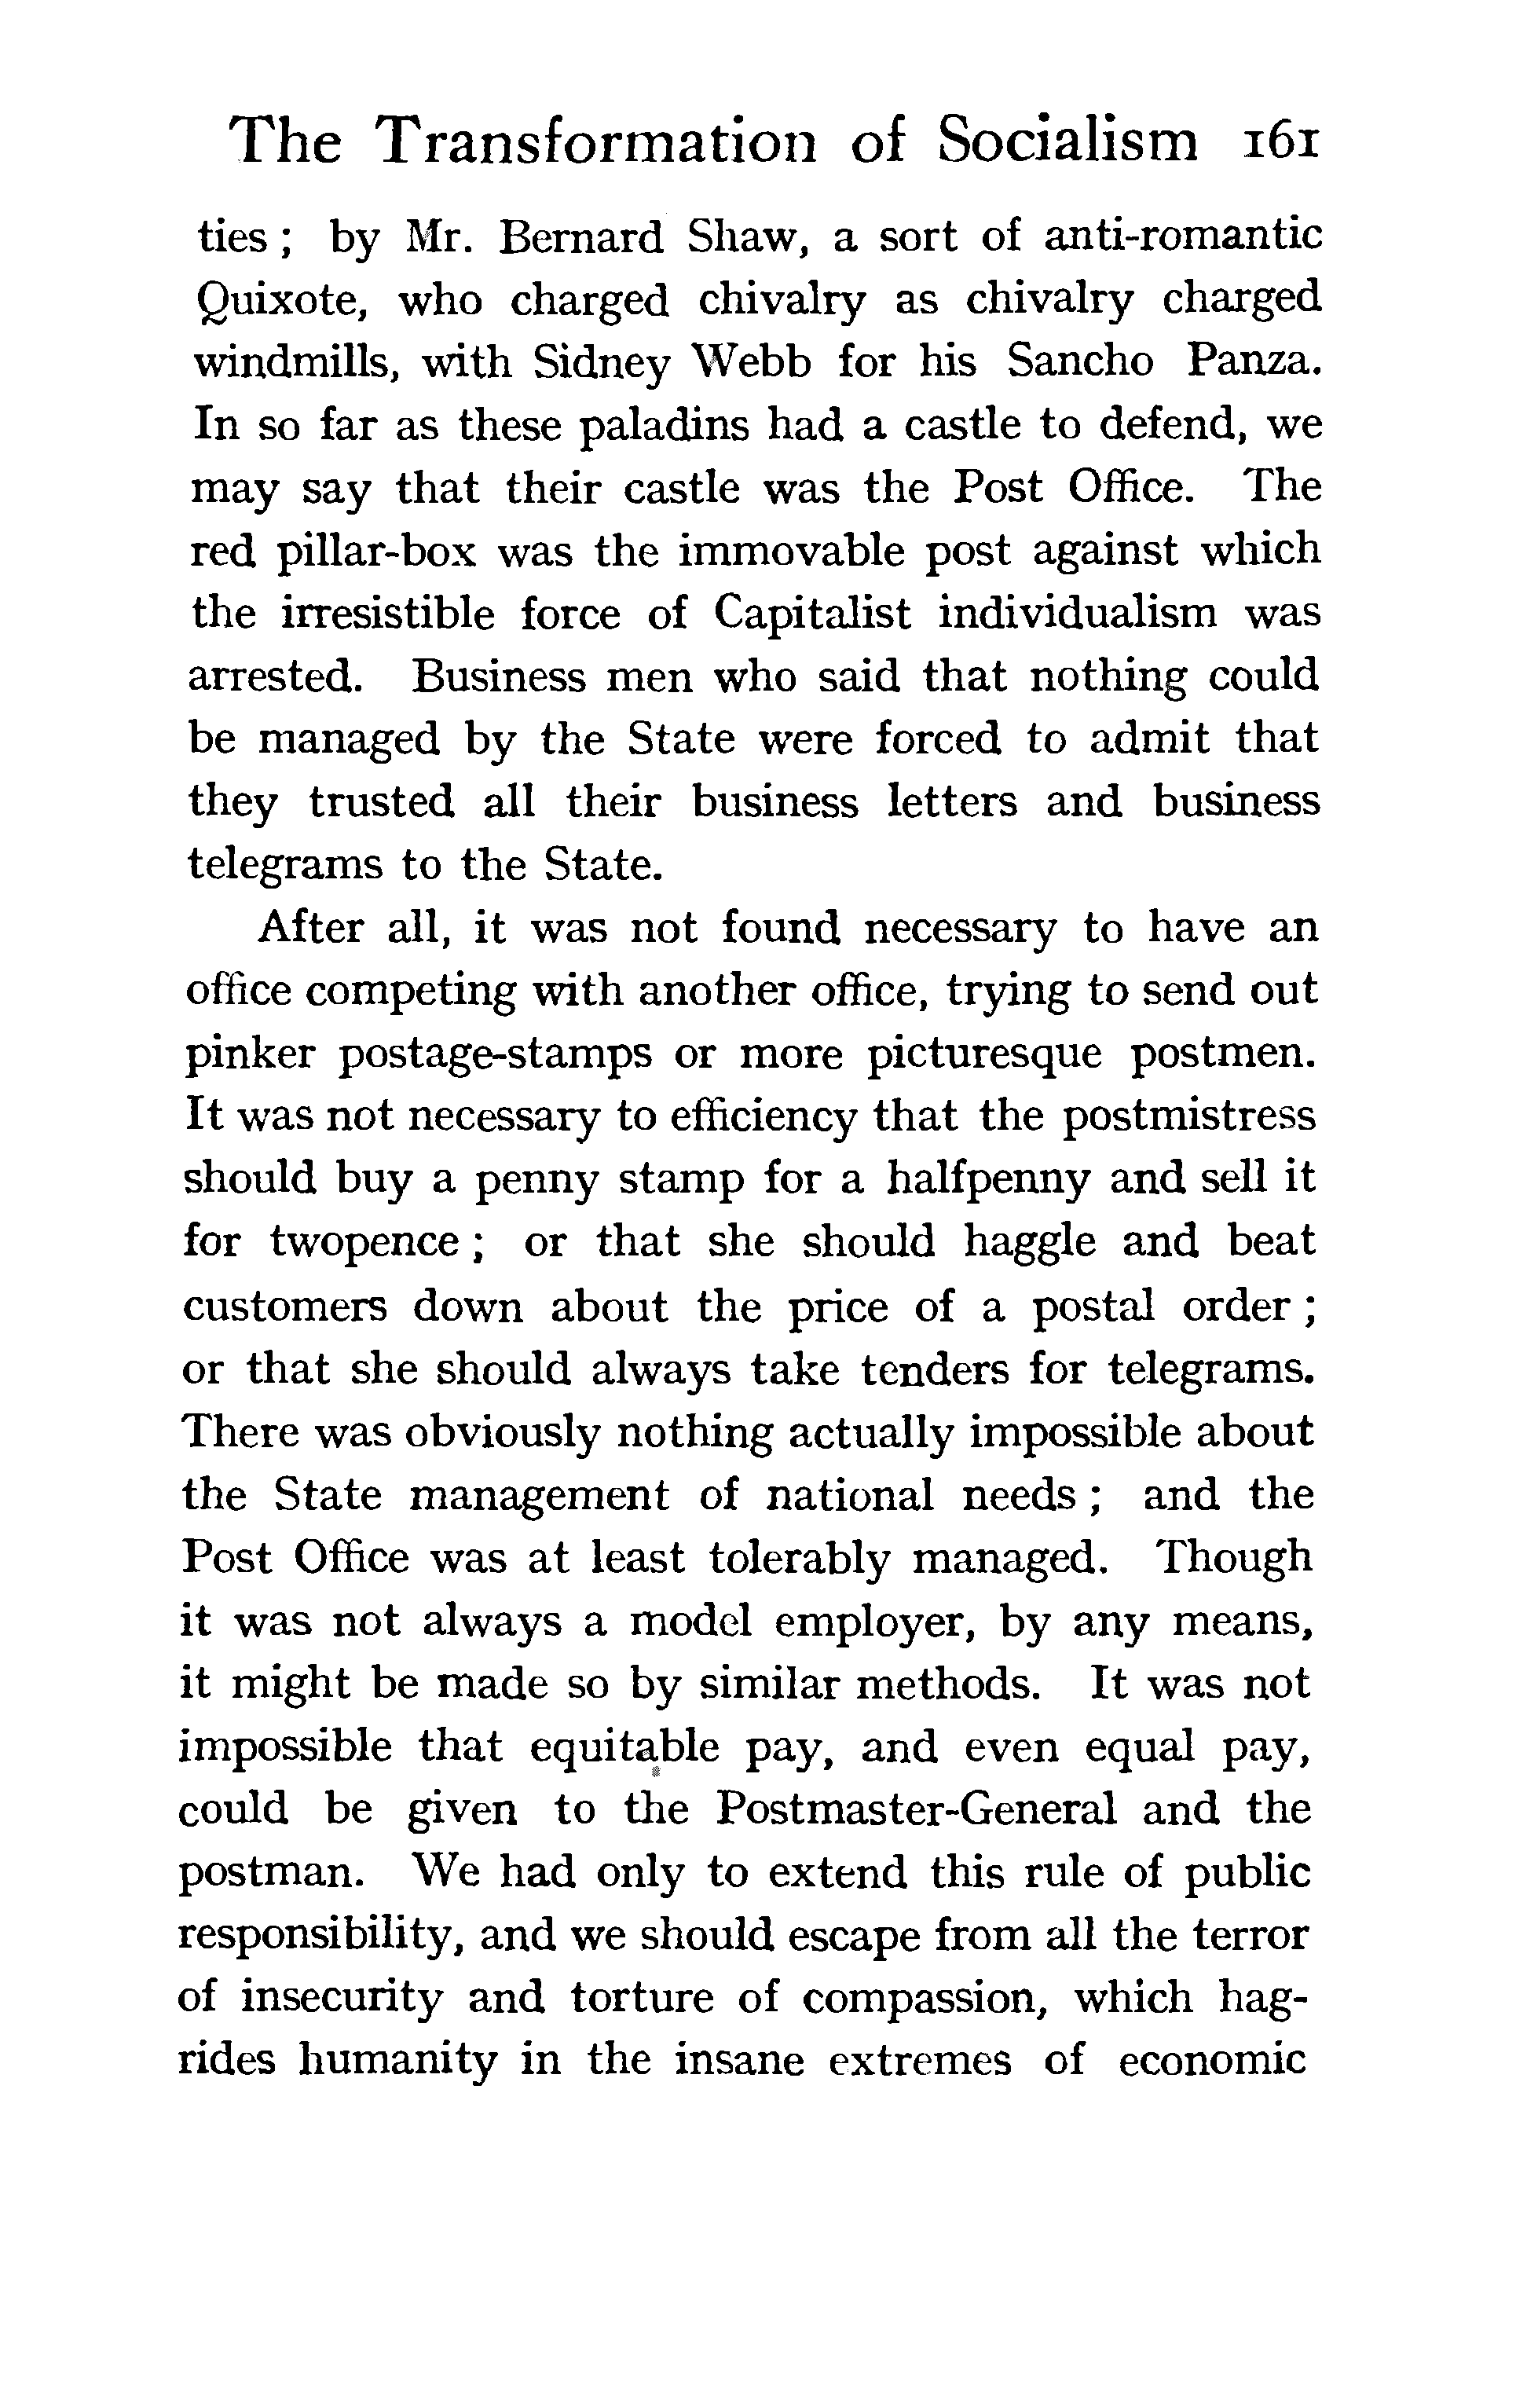 The Transformation of Socialism 161
ties ; by Mr. Bernard Shaw, a sort of anti-romantic
Quixote, who charged chivalry as chivalry charged
windmills, with Sidney Webb for his Sancho Panza.
In so far as these paladins had a castle to defend, we
may say that their castle was the Post Office. The
red pillar-box was the immovable post against which
the irresistible force of Capitalist individualism was
arrested. Business men who said that nothing could
be managed by the State were forced to admit that
they trusted all their business letters and business
telegrams to the State.
After all, it was not found necessary to have an
office competing with another office, trying to send out
pinker postage-stamps or more picturesque postmen.
It was not necessary to efficiency that the postmistress
should buy a penny stamp for a halfpenny and sell it
for twopence ; or that she should haggle and beat
customers down about the price of a postal order ;
or that she should always take tenders for telegrams.
There was obviously nothing actually impossible about
the State management of national needs ; and the
Post Office was at least tolerably managed. Though
it was not always a model employer, by any means,
it might be made so by similar methods. It was not
impossible that equitable pay, and even equal pay,
could be given to the Postmaster-General and the
postman. We had only to extend this rule of public
responsibility, and we should escape from all the terror
of insecurity and torture of compassion, which hag-
rides humanity in the insane extremes of economic